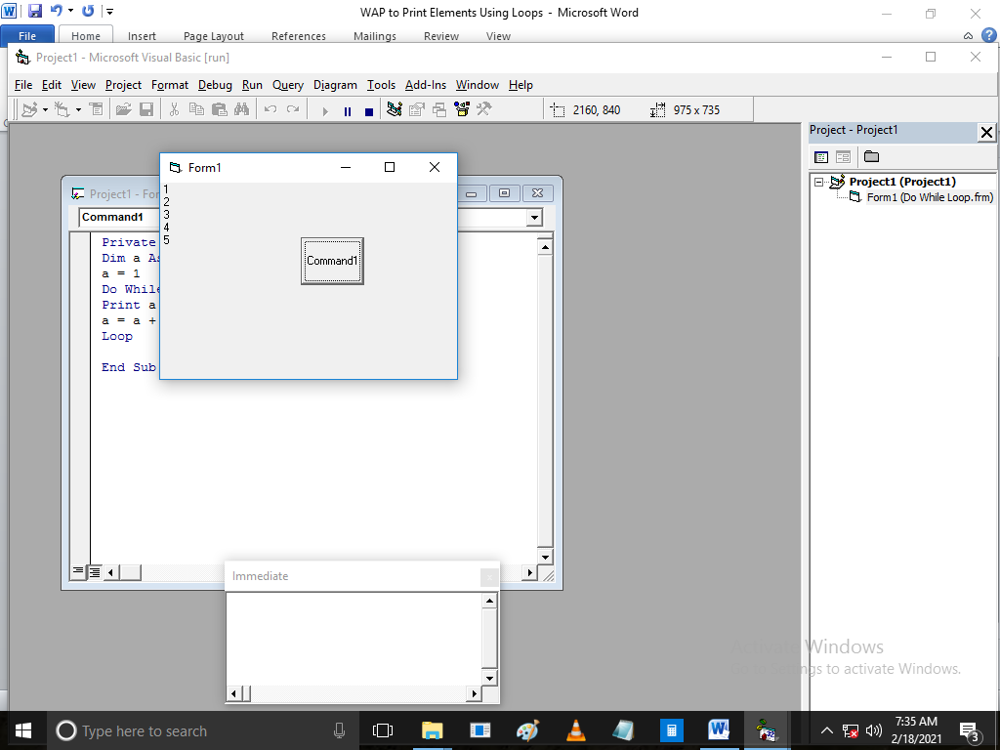 WAP to Print Elements Using Loops - Microsoft Word
File Home Insert Page Layout References Mailings Review View
Project1 - Microsoft Visual Basic [run]
File Edit View Project Format Debug Run Query Diagram Tools Add-Ins Window Help
2160, 840 975 x 735
Project - Project1
Project1 (Project1)
Form1 (Do While Loop.frm)
Project1 - For
Command1
Private
Dim a As
a = 1
Do While
Print a
a = a +
Loop
End Sub
Form1
1
2
3
4
5
Command1
Immediate
Activate Windows
to activate Windows.
Type here to search
7:35 AM
2/18/2021
3